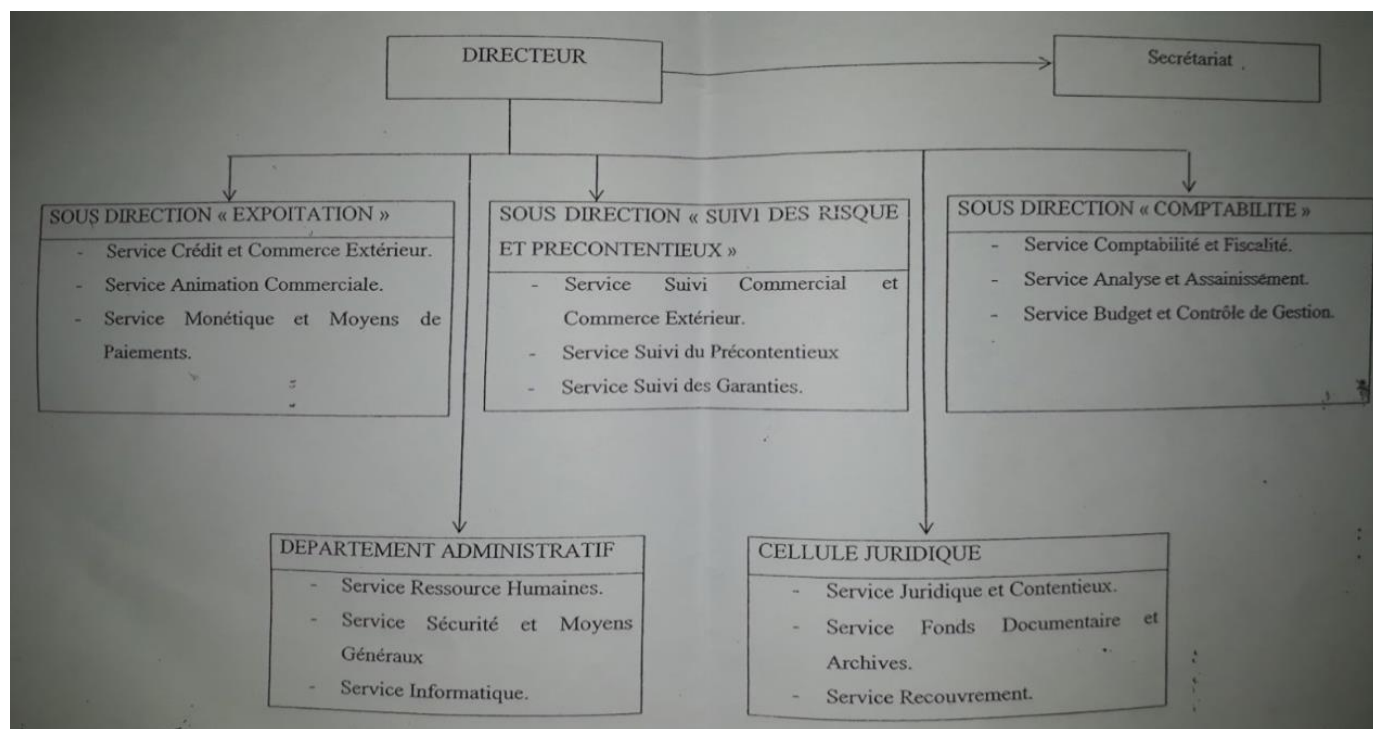 DIRECTEUR
Secrétariat
SOUS DIRECTION « EXPOITATION »
- Service Crédit et Commerce Extérieur.
- Service Animation Commerciale.
- Service Monétique et Moyens de
Paiements.
SOUS DIRECTION « SUIVI DES RISQUE
ET PRECONTENTIEUX »
- Service Suivi Commercial et
Commerce Extérieur.
- Service Suivi du Précontentieux
- Service Suivi des Garanties.
SOUS DIRECTION « COMPTABILITE »
- Service Comptabilité et Fiscalité.
- Service Analyse et Assainissement.
- Service Budget et Contrôle de Gestion.
DEPARTEMENT ADMINISTRATIF
- Service Ressource Humaines.
- Service Sécurité et Moyens
Généraux
- Service Informatique.
CELLULE JURIDIQUE
- Service Juridique et Contentieux.
- Service Fonds Documentaire et
Archives.
- Service Recouvrement.